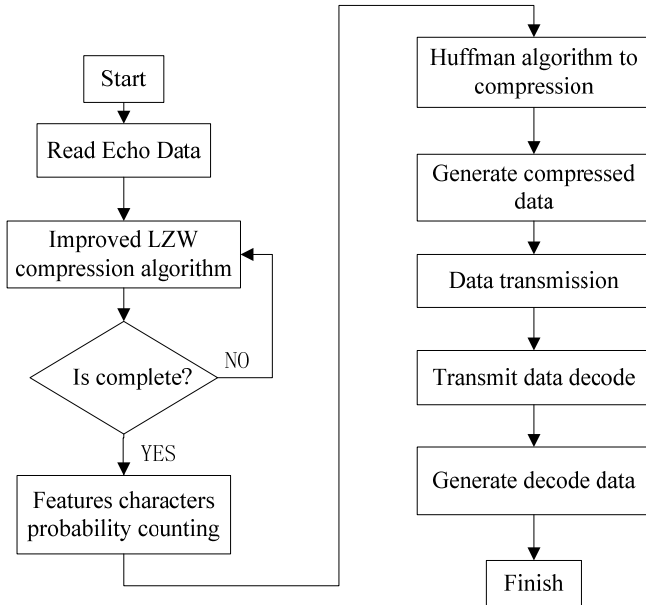 Start
Read Echo Data
Improved LZW
compression algorithm
Is complete?
NO
YES
Features characters
probability counting
Huffman algorithm to
compression
Generate compressed
data
Data transmission
Transmit data decode
Generate decode data
Finish